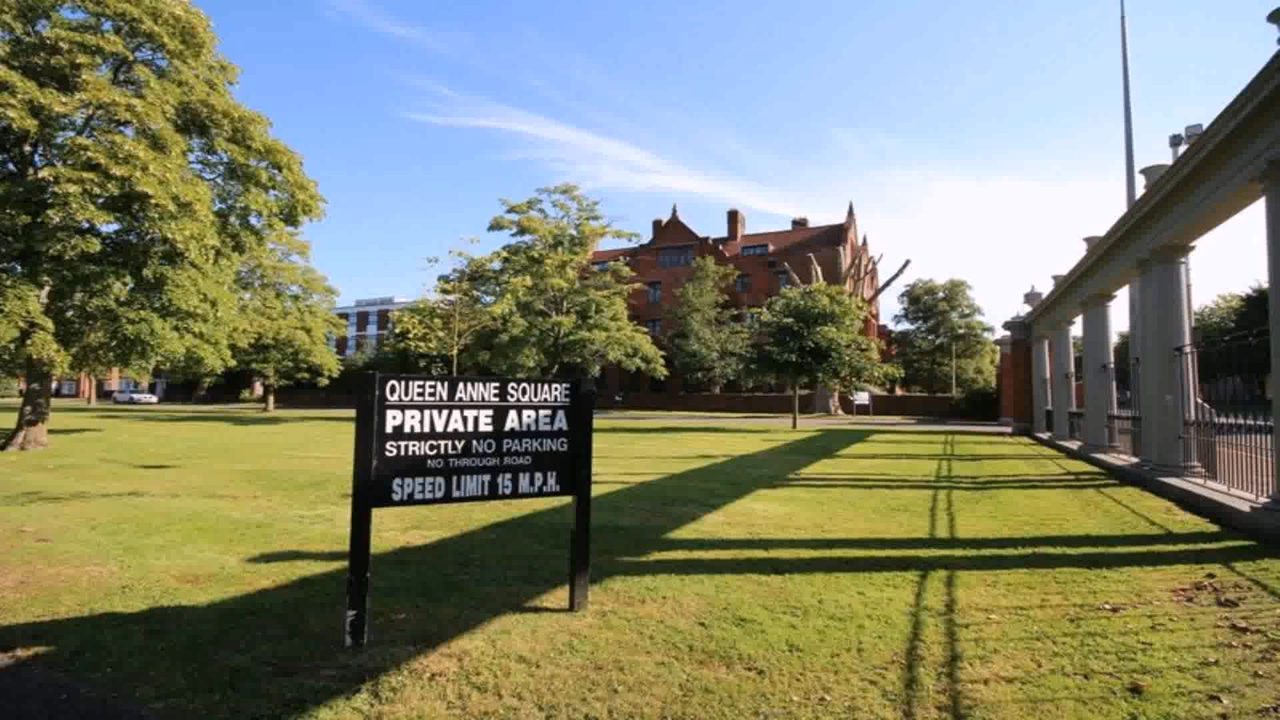 QUEEN ANNE SQUARE
PRIVATE AREA
STRICTLY NO PARKING
NO THROUGH ROAD
SPEED LIMIT 15 M.P.H.